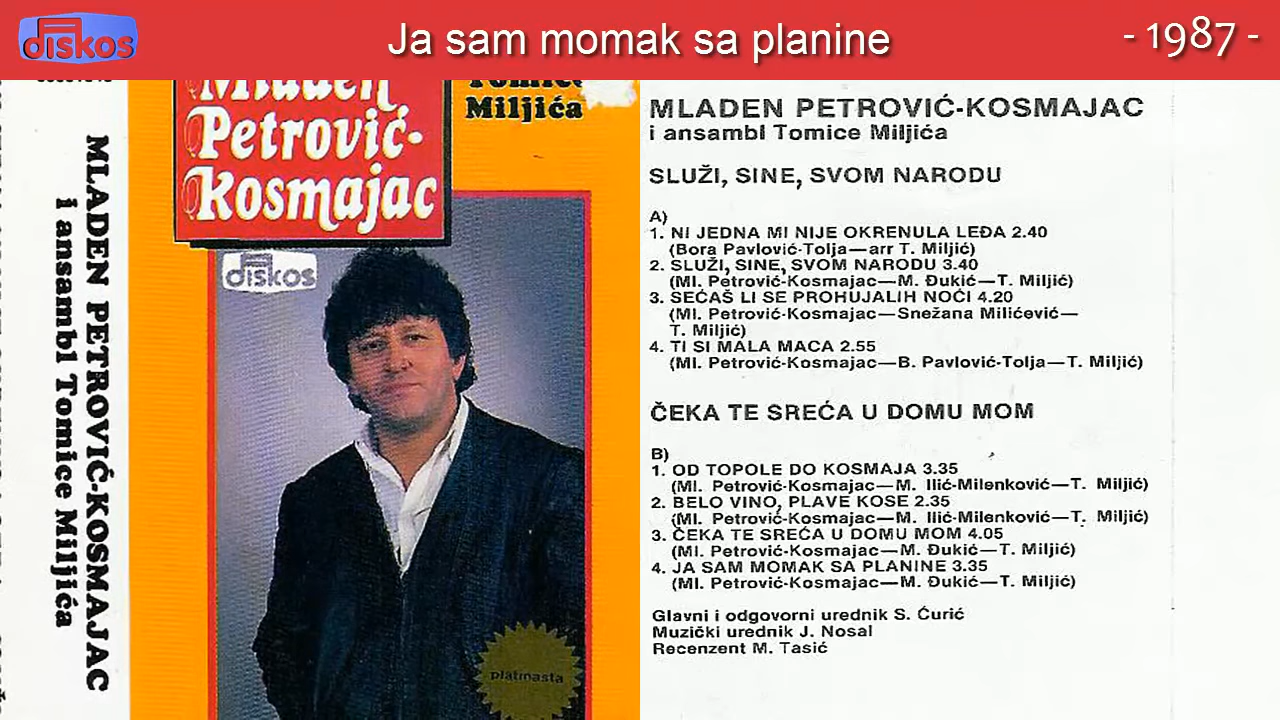 diskos
Ja sam momak sa planine
- 1987 -
MLADEN PETROVIĆ-KOSMAJAC
i ansambl Tomice Miljića
Mladen
Petrović-
Kosmajac
Tomice
Miljića
diskos
platinasta
MLADEN PETROVIĆ-KOSMAJAC
i ansambl Tomice Miljića
SLUŽI, SINE, SVOM NARODU
A)
1. NI JEDNA MI NIJE OKRENULA LEĐA 2.40
(Bora Pavlović-Tolja—arr T. Miljić)
2. SLUŽI, SINE, SVOM NARODU 3.40
(Ml. Petrović-Kosmajac—M. Đukić—T. Miljić)
3. SEĆAŠ LI SE PROHUJALIH NOĆI 4.20
(Ml. Petrović-Kosmajac—Snežana Milićević—
T. Miljić)
4. TI SI MALA MACA 2.55
(Ml. Petrović-Kosmajac—B. Pavlović-Tolja—T. Miljić)
ČEKA TE SREĆA U DOMU MOM
B)
1. OD TOPOLE DO KOSMAJA 3.35
(Ml. Petrović-Kosmajac—M. Ilić-Milenković—T. Miljić)
2. BELO VINO, PLAVE KOSE 2.35
(Ml. Petrović-Kosmajac—M. Ilić-Milenković—T. Miljić)
3. ČEKA TE SREĆA U DOMU MOM 4.05
(Ml. Petrović-Kosmajac—M. Đukić—T. Miljić)
4. JA SAM MOMAK SA PLANINE 3.35
(Ml. Petrović-Kosmajac—M. Đukić—T. Miljić)
Glavni i odgovorni urednik S. Ćurić
Muzički urednik J. Nosal
Recenzent M. Tasić